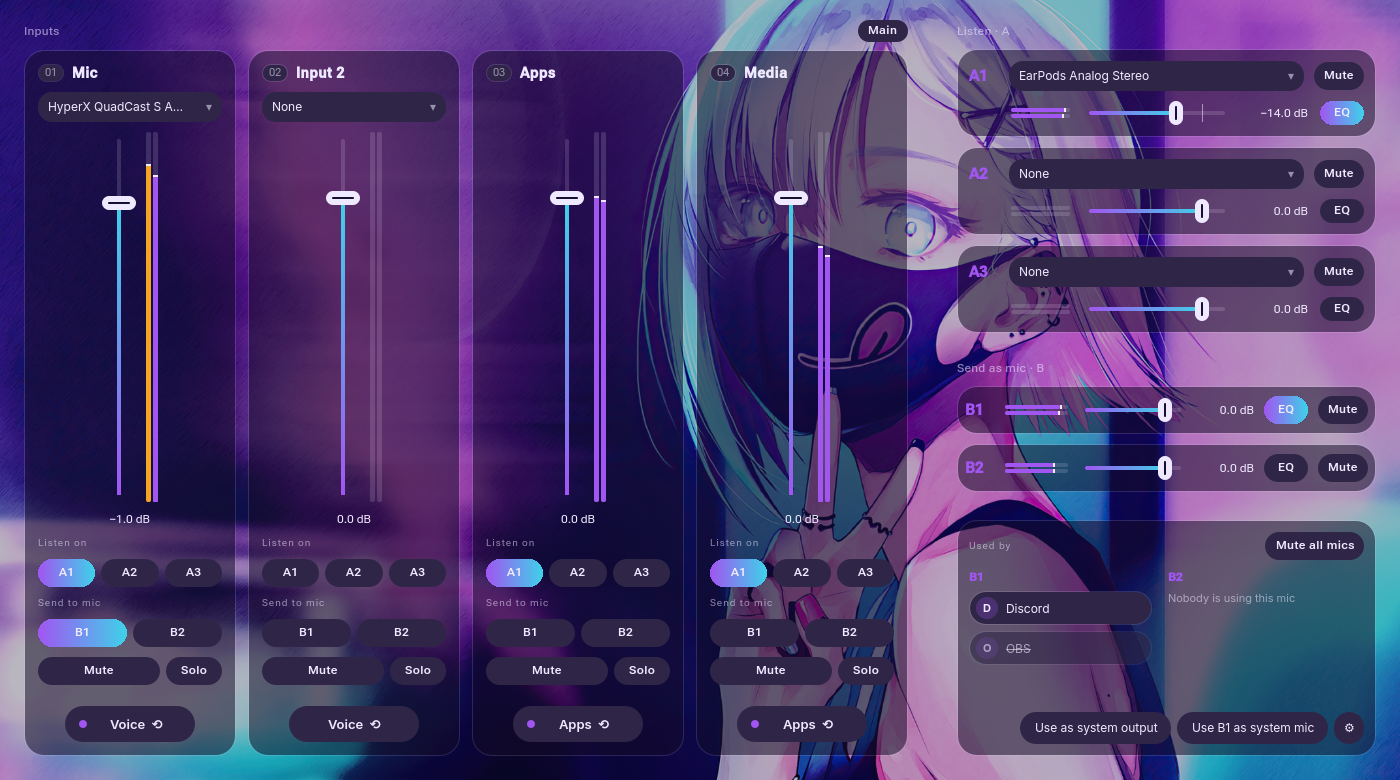 Inputs
Main
Listen · A
01 Mic
HyperX QuadCast S A...
−1.0 dB
Listen on
A1 A2 A3
Send to mic
B1 B2
Mute Solo
Voice ⟲
02 Input 2
None
0.0 dB
Listen on
A1 A2 A3
Send to mic
B1 B2
Mute Solo
Voice ⟲
03 Apps
0.0 dB
Listen on
A1 A2 A3
Send to mic
B1 B2
Mute Solo
Apps ⟲
04 Media
0.0 dB
Listen on
A1 A2 A3
Send to mic
B1 B2
Mute Solo
Apps ⟲
A1 EarPods Analog Stereo Mute
−14.0 dB EQ
A2 None Mute
0.0 dB EQ
A3 None Mute
0.0 dB EQ
Send as mic · B
B1 0.0 dB EQ Mute
B2 0.0 dB EQ Mute
Used by Mute all mics
B1
D Discord
O OBS
B2
Nobody is using this mic
Use as system output Use B1 as system mic ⚙